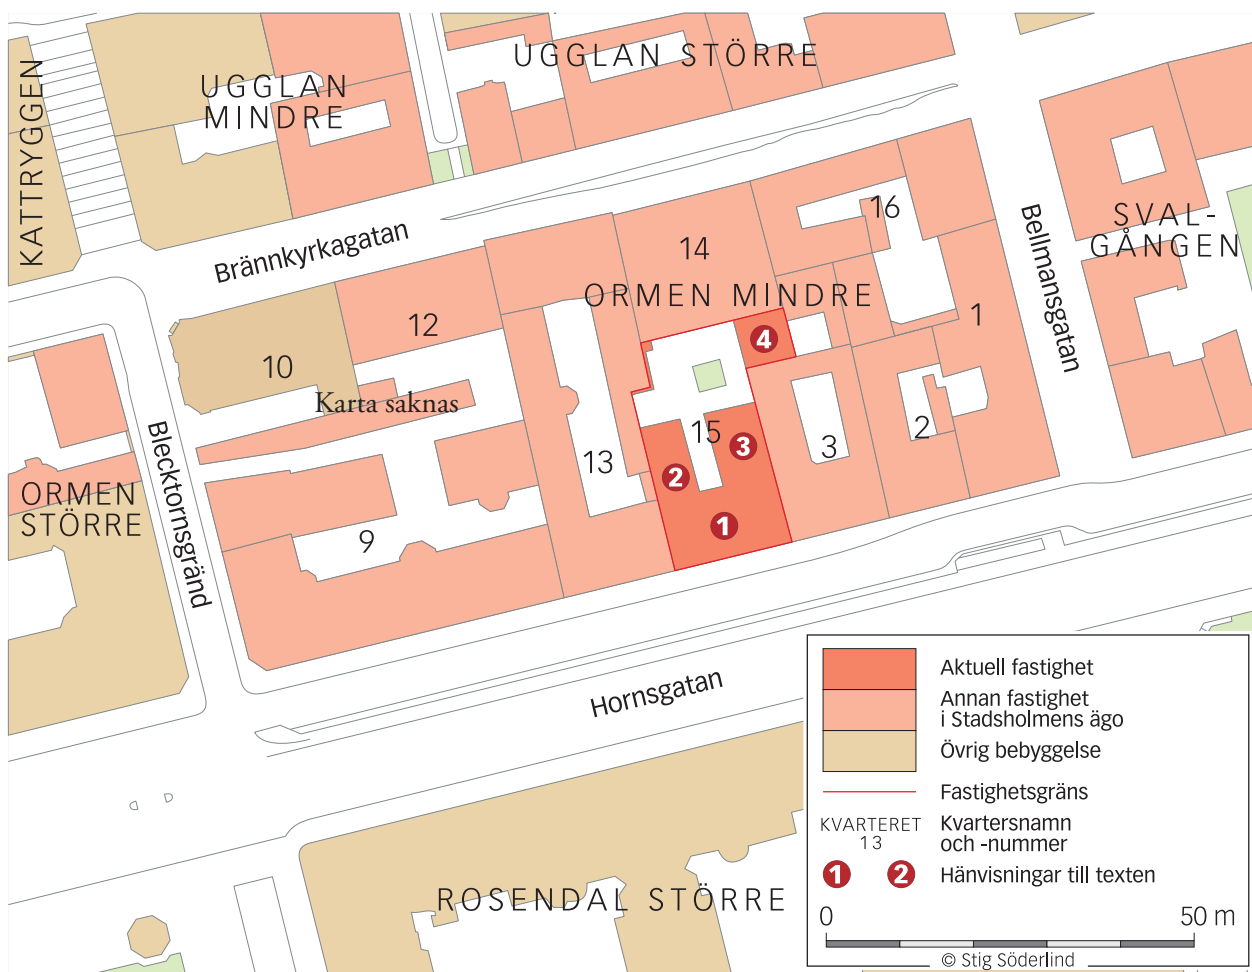 KATTRYGGEN
UGGLAN
MINDRE
UGGLAN STÖRRE
Brännkyrkagatan
Bellmansgatan
SVAL-
GÅNGEN
16
14
ORMEN MINDRE
1
12
10
4
Karta saknas
15
3
2
3
2
13
1
9
Blecktornsgränd
ORMEN
STÖRRE
Hornsgatan
ROSENDAL STÖRRE
Aktuell fastighet
Annan fastighet
i Stadsholmens ägo
Övrig bebyggelse
Fastighetsgräns
KVARTERET
13
Kvartersnamn
och -nummer
1 2 Hänvisningar till texten
0 50 m
© Stig Söderlind